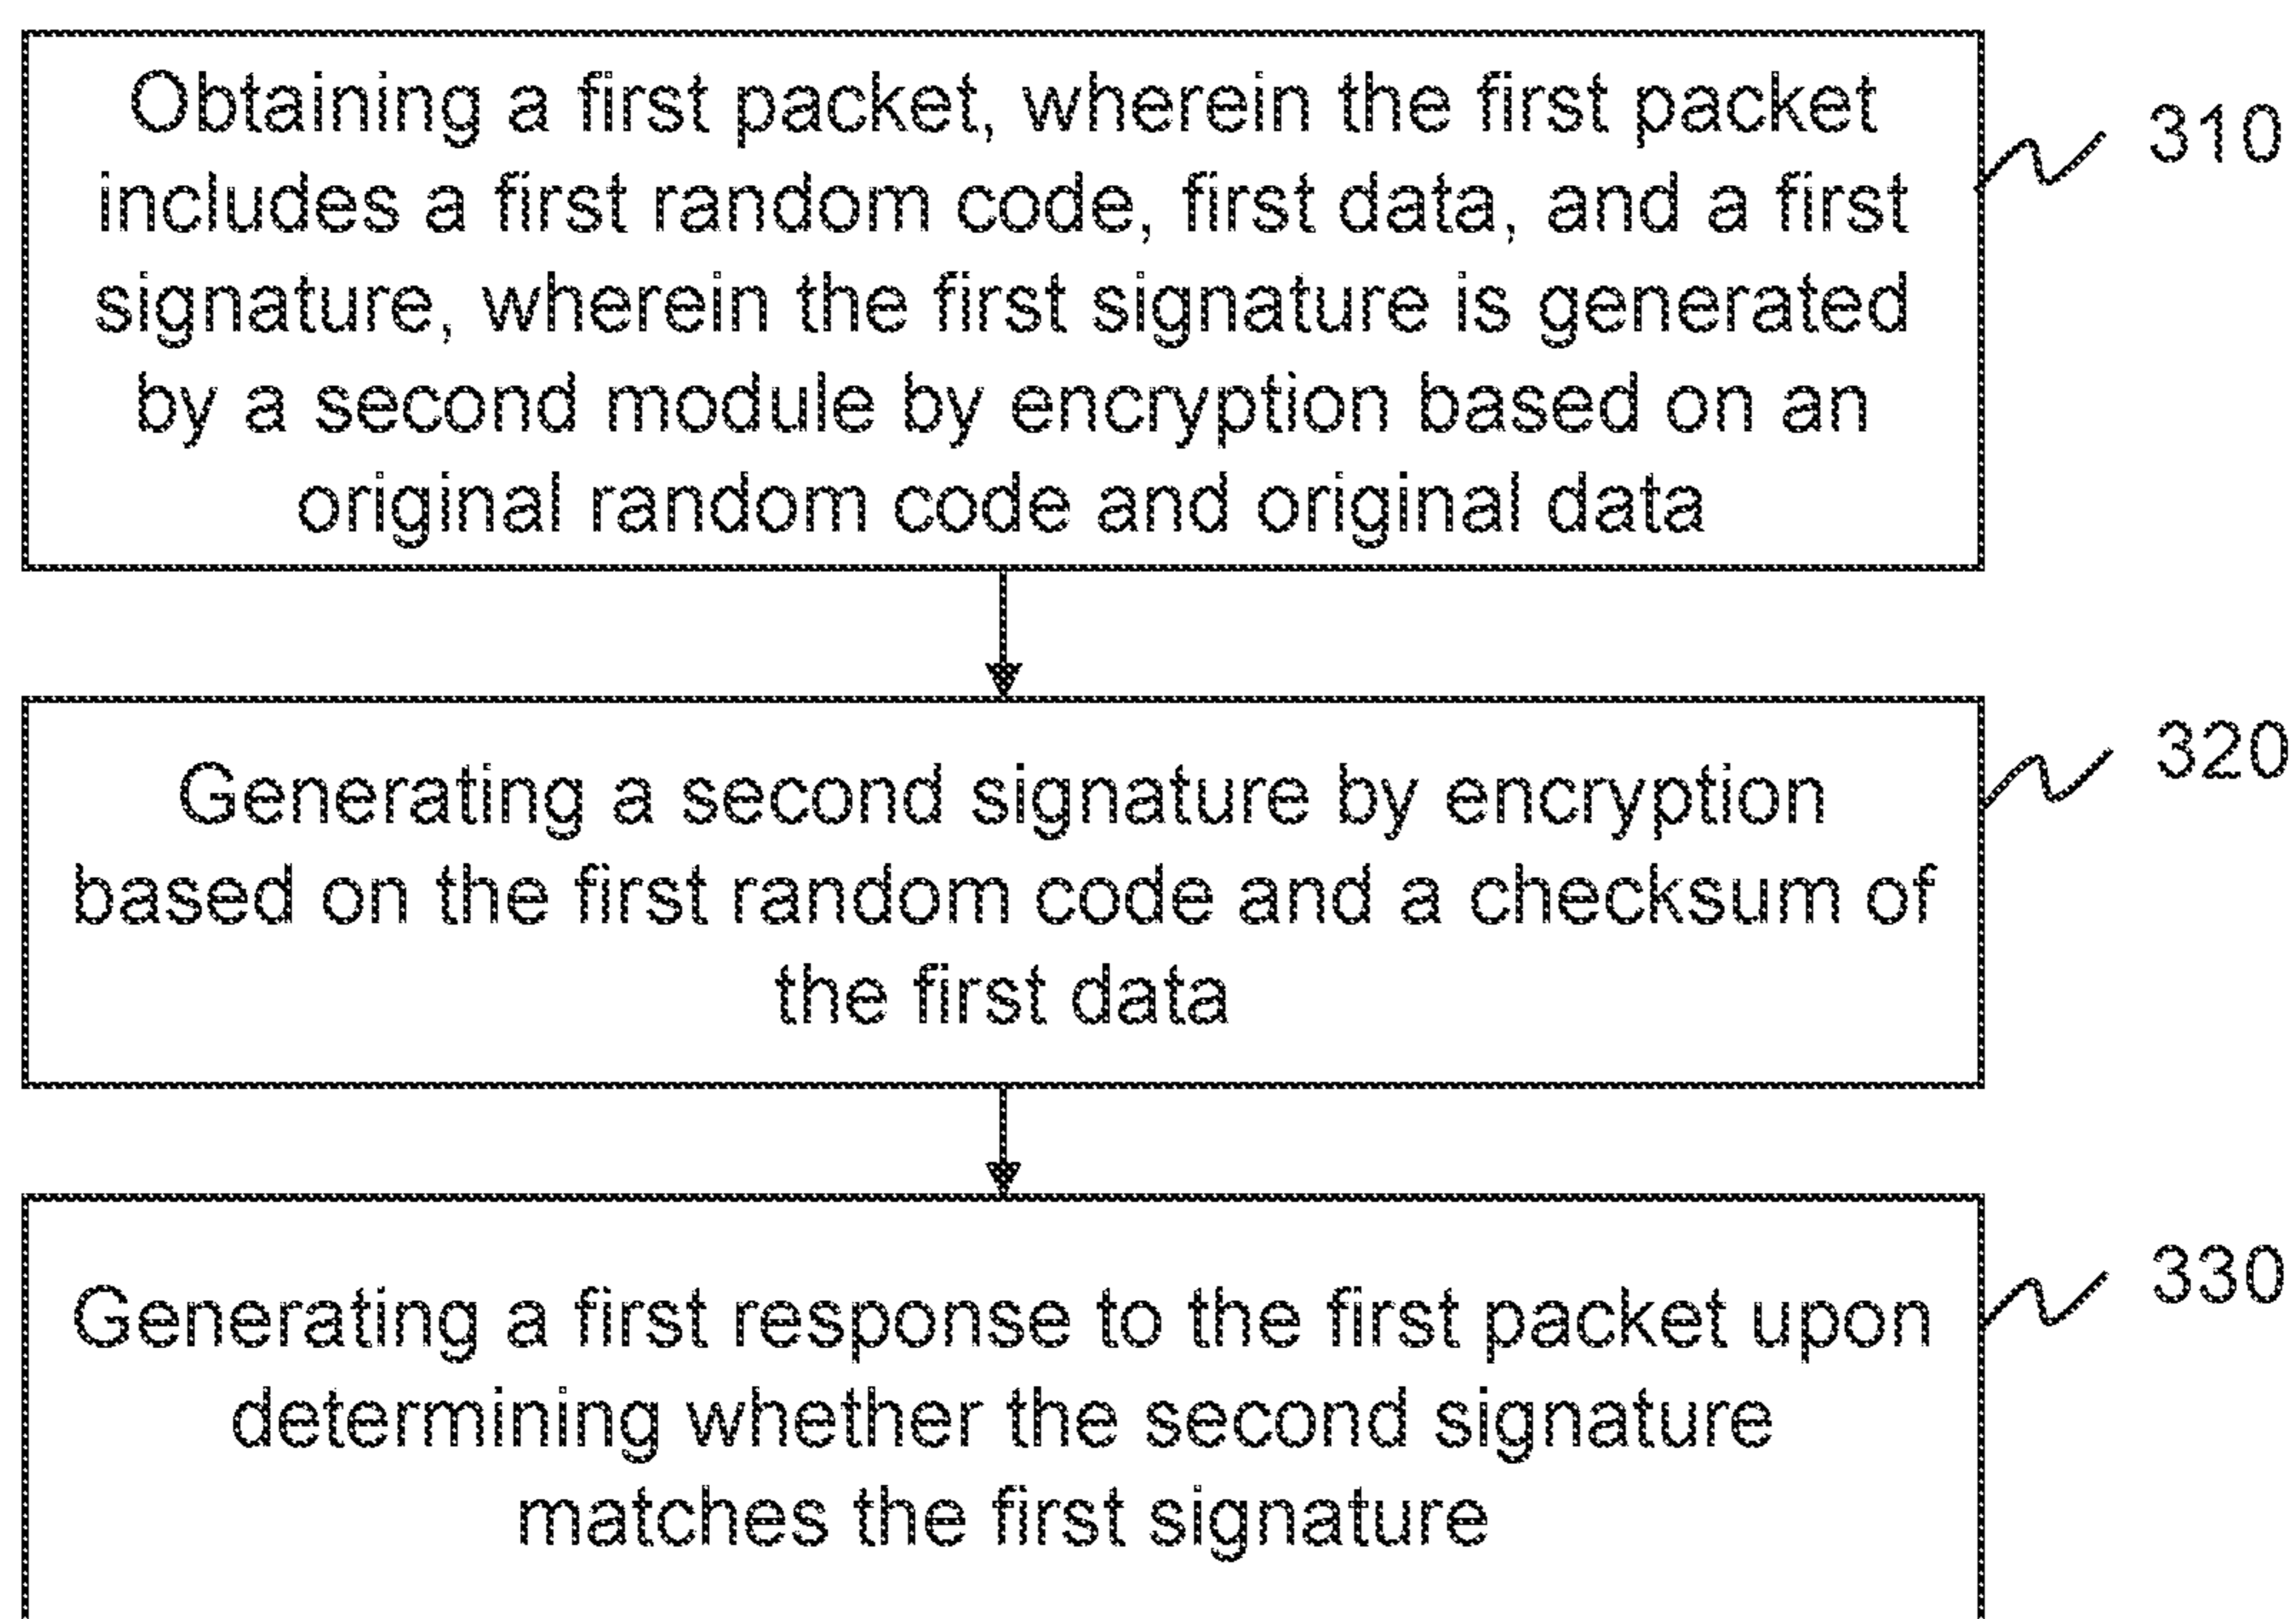 Obtaining a first packet, wherein the first packet
includes a first random code, first data, and a first
signature, wherein the first signature is generated
by a second module by encryption based on an
original random code and original data
310
Generating a second signature by encryption
based on the first random code and a checksum of
the first data
320
Generating a first response to the first packet upon
determining whether the second signature
matches the first signature
330